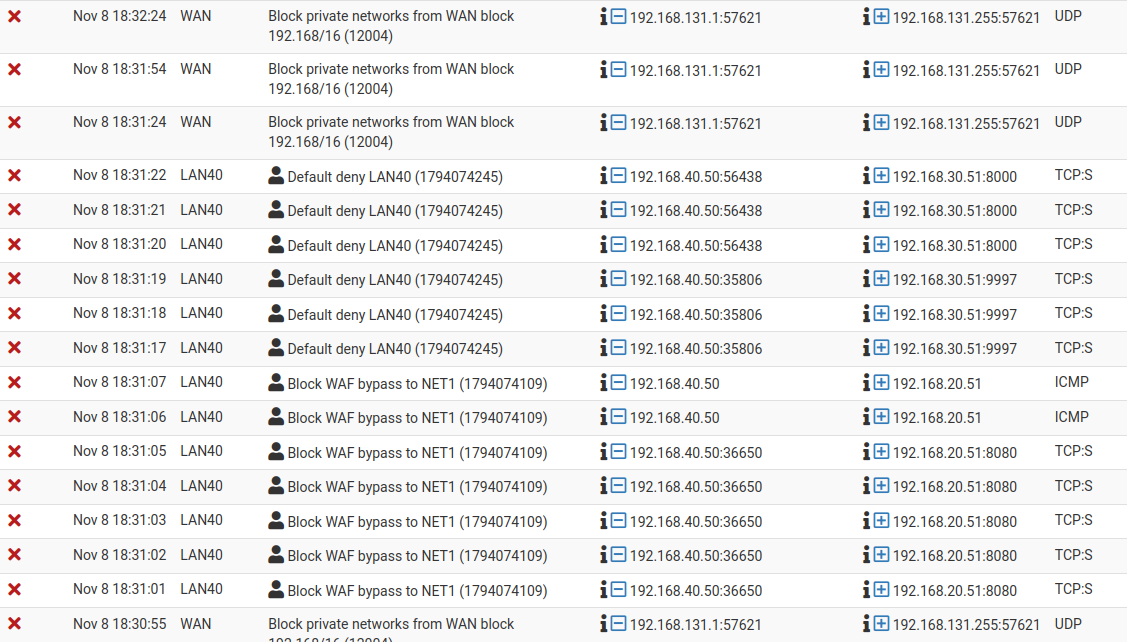 Nov 8 18:32:24 WAN Block private networks from WAN block 192.168.131.1:57621 192.168.131.255:57621 UDP
192.168/16 (12004)
Nov 8 18:31:54 WAN Block private networks from WAN block 192.168.131.1:57621 192.168.131.255:57621 UDP
192.168/16 (12004)
Nov 8 18:31:24 WAN Block private networks from WAN block 192.168.131.1:57621 192.168.131.255:57621 UDP
192.168/16 (12004)
Nov 8 18:31:22 LAN40 Default deny LAN40 (1794074245) 192.168.40.50:56438 192.168.30.51:8000 TCP:S
Nov 8 18:31:21 LAN40 Default deny LAN40 (1794074245) 192.168.40.50:56438 192.168.30.51:8000 TCP:S
Nov 8 18:31:20 LAN40 Default deny LAN40 (1794074245) 192.168.40.50:56438 192.168.30.51:8000 TCP:S
Nov 8 18:31:19 LAN40 Default deny LAN40 (1794074245) 192.168.40.50:35806 192.168.30.51:9997 TCP:S
Nov 8 18:31:18 LAN40 Default deny LAN40 (1794074245) 192.168.40.50:35806 192.168.30.51:9997 TCP:S
Nov 8 18:31:17 LAN40 Default deny LAN40 (1794074245) 192.168.40.50:35806 192.168.30.51:9997 TCP:S
Nov 8 18:31:07 LAN40 Block WAF bypass to NET1 (1794074109) 192.168.40.50 192.168.20.51 ICMP
Nov 8 18:31:06 LAN40 Block WAF bypass to NET1 (1794074109) 192.168.40.50 192.168.20.51 ICMP
Nov 8 18:31:05 LAN40 Block WAF bypass to NET1 (1794074109) 192.168.40.50:36650 192.168.20.51:8080 TCP:S
Nov 8 18:31:04 LAN40 Block WAF bypass to NET1 (1794074109) 192.168.40.50:36650 192.168.20.51:8080 TCP:S
Nov 8 18:31:03 LAN40 Block WAF bypass to NET1 (1794074109) 192.168.40.50:36650 192.168.20.51:8080 TCP:S
Nov 8 18:31:02 LAN40 Block WAF bypass to NET1 (1794074109) 192.168.40.50:36650 192.168.20.51:8080 TCP:S
Nov 8 18:31:01 LAN40 Block WAF bypass to NET1 (1794074109) 192.168.40.50:36650 192.168.20.51:8080 TCP:S
Nov 8 18:30:55 WAN Block private networks from WAN block 192.168.131.1:57621 192.168.131.255:57621 UDP
192.168/16 (12004)